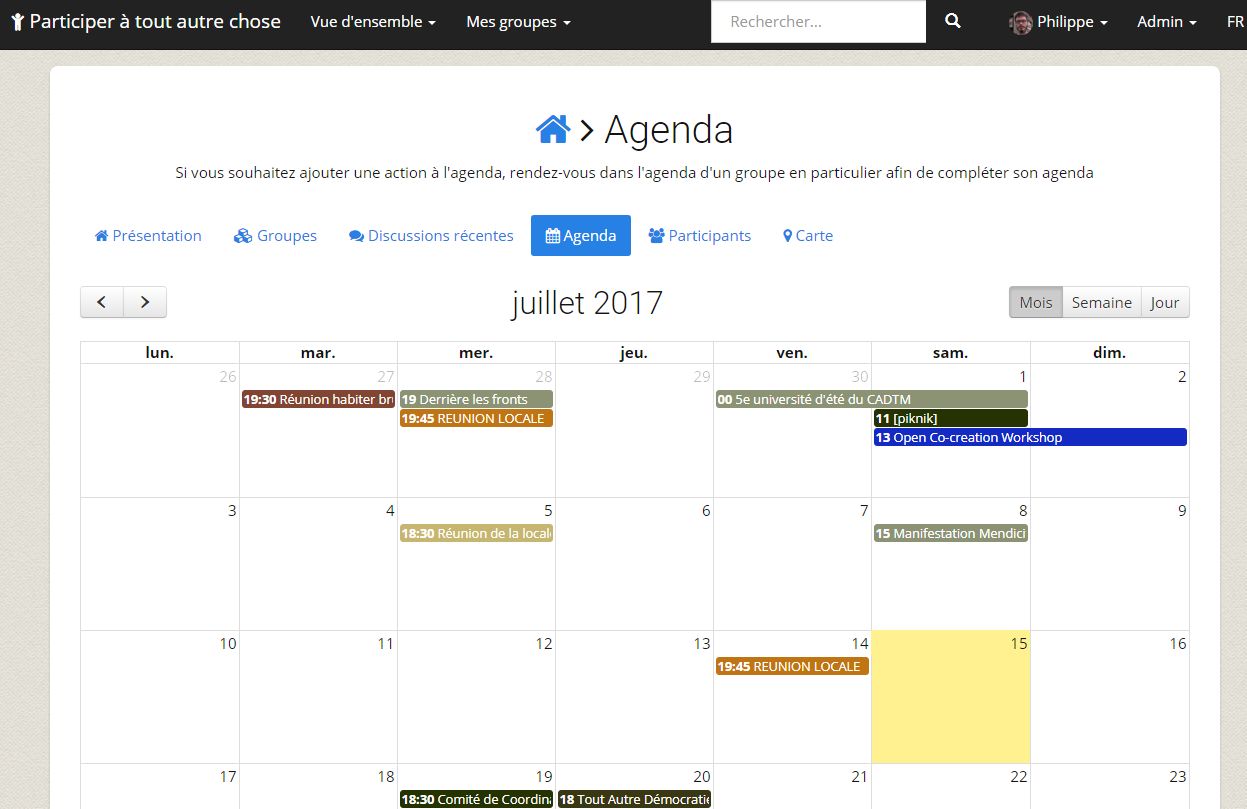 Participer à tout autre chose Vue d'ensemble Mes groupes Rechercher... Philippe Admin FR
> Agenda
Si vous souhaitez ajouter une action à l'agenda, rendez-vous dans l'agenda d'un groupe en particulier afin de compléter son agenda
Présentation Groupes Discussions récentes Agenda Participants Carte
juillet 2017 Mois Semaine Jour
lun. mar. mer. jeu. ven. sam. dim.
26 27 28 29 30 1 2
19:30 Réunion habiter bru 19 Derrière les fronts 00 5e université d'été du CADTM
19:45 REUNION LOCALE 11 [piknik]
13 Open Co-creation Workshop
3 4 5 6 7 8 9
18:30 Réunion de la locale 15 Manifestation Mendici
10 11 12 13 14 15 16
19:45 REUNION LOCALE
17 18 19 20 21 22 23
18:30 Comité de Coordina 18 Tout Autre Démocratie